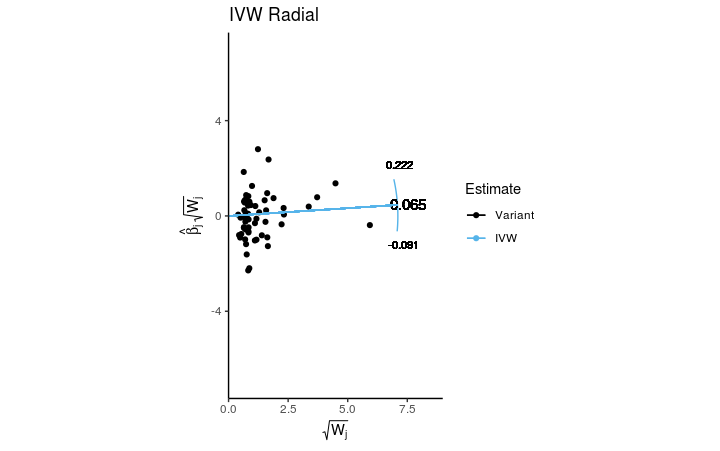 IVW Radial
β̂j√Wj
4
0
-4
0.222
0.065
-0.091
0.0
2.5
5.0
7.5
√Wj
Estimate
Variant
IVW